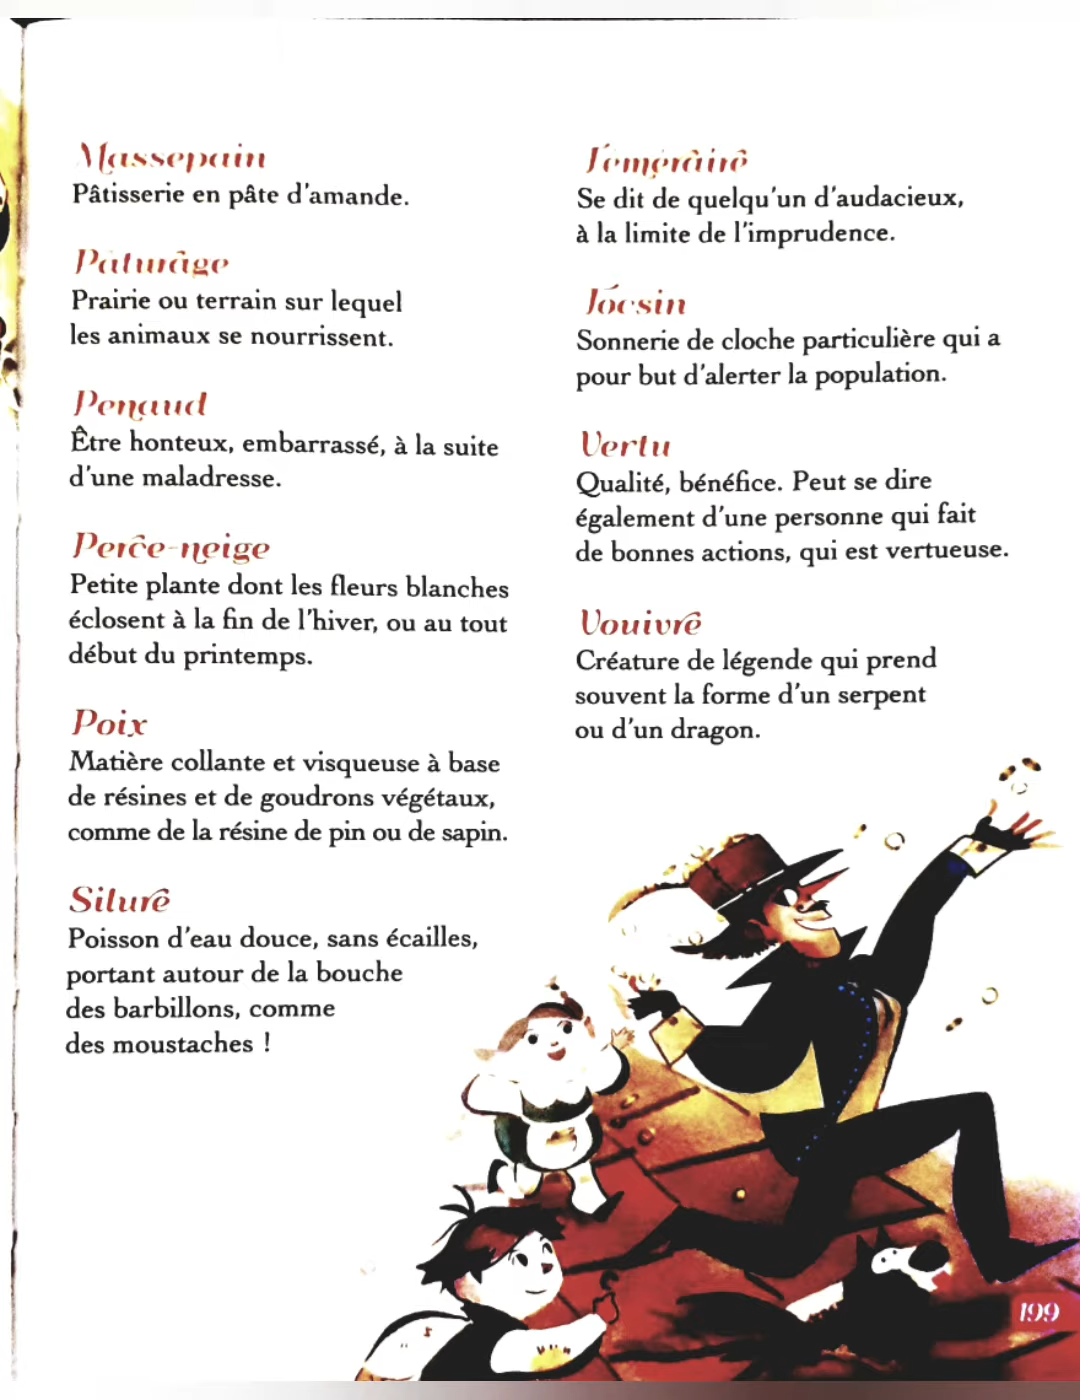 Massepain
Pâtisserie en pâte d'amande.
Pâturage
Prairie ou terrain sur lequel
les animaux se nourrissent.
Penaud
Être honteux, embarrassé, à la suite
d'une maladresse.
Perce-neige
Petite plante dont les fleurs blanches
éclosent à la fin de l'hiver, ou au tout
début du printemps.
Poix
Matière collante et visqueuse à base
de résines et de goudrons végétaux,
comme de la résine de pin ou de sapin.
Silure
Poisson d'eau douce, sans écailles,
portant autour de la bouche
des barbillons, comme
des moustaches !
Téméraire
Se dit de quelqu'un d'audacieux,
à la limite de l'imprudence.
Tocsin
Sonnerie de cloche particulière qui a
pour but d'alerter la population.
Vertu
Qualité, bénéfice. Peut se dire
également d'une personne qui fait
de bonnes actions, qui est vertueuse.
Vouivre
Créature de légende qui prend
souvent la forme d'un serpent
ou d'un dragon.
199